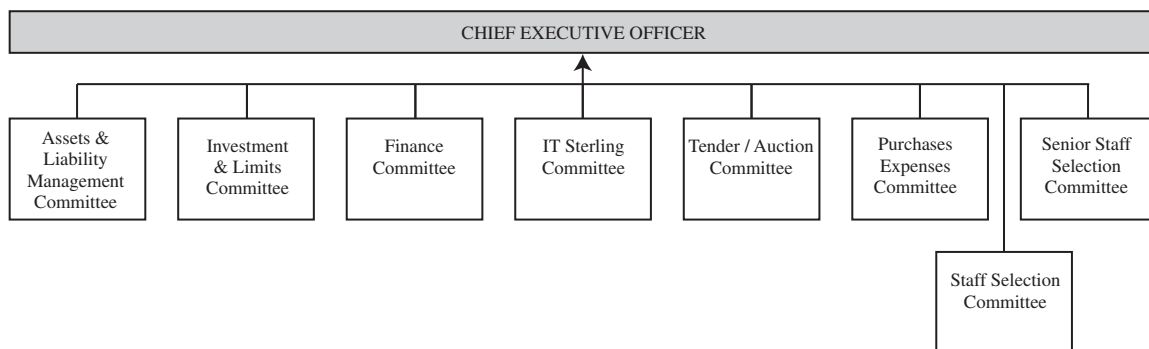 CHIEF EXECUTIVE OFFICER
Assets &
Liability
Management
Committee
Investment
& Limits
Committee
Finance
Committee
IT Sterling
Committee
Tender / Auction
Committee
Purchases
Expenses
Committee
Senior Staff
Selection
Committee
Staff Selection
Committee